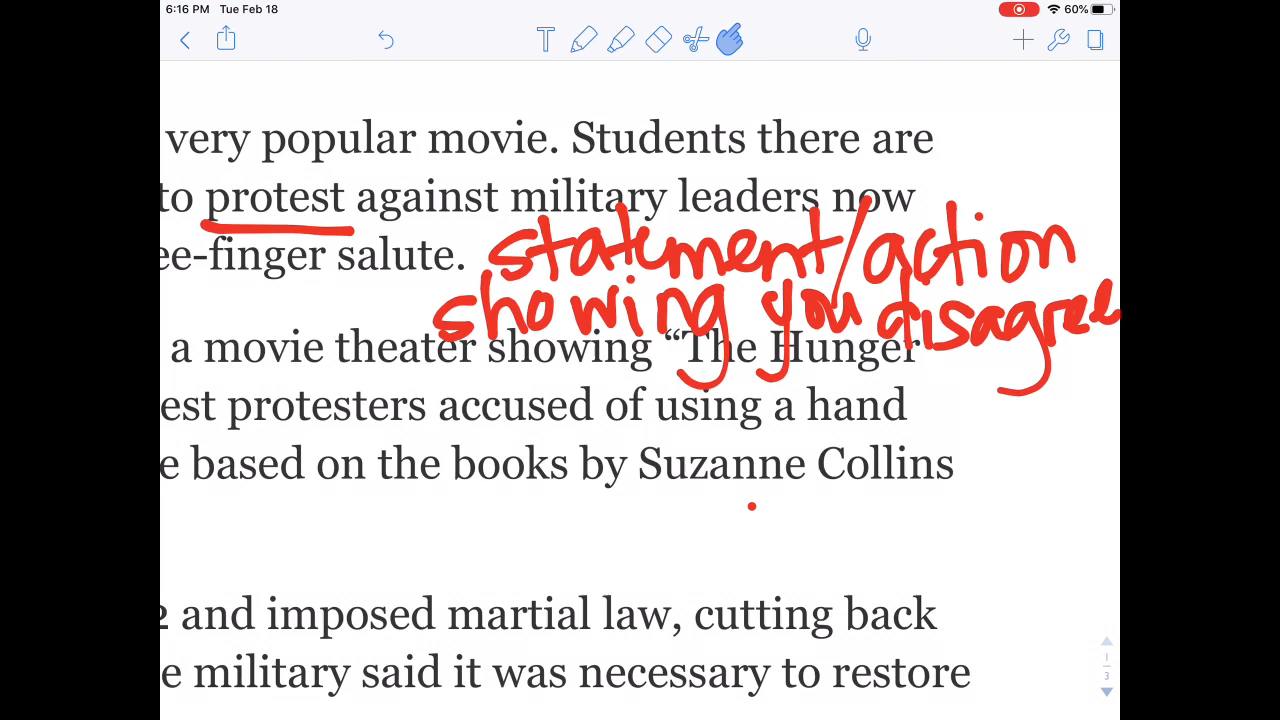 6:16 PM Tue Feb 18
60%
T
very popular movie. Students there are
to protest against military leaders now
ee-finger salute.
statement/action
showing you disagree
a movie theater showing “The Hunger
est protesters accused of using a hand
e based on the books by Suzanne Collins
2 and imposed martial law, cutting back
e military said it was necessary to restore
1
3